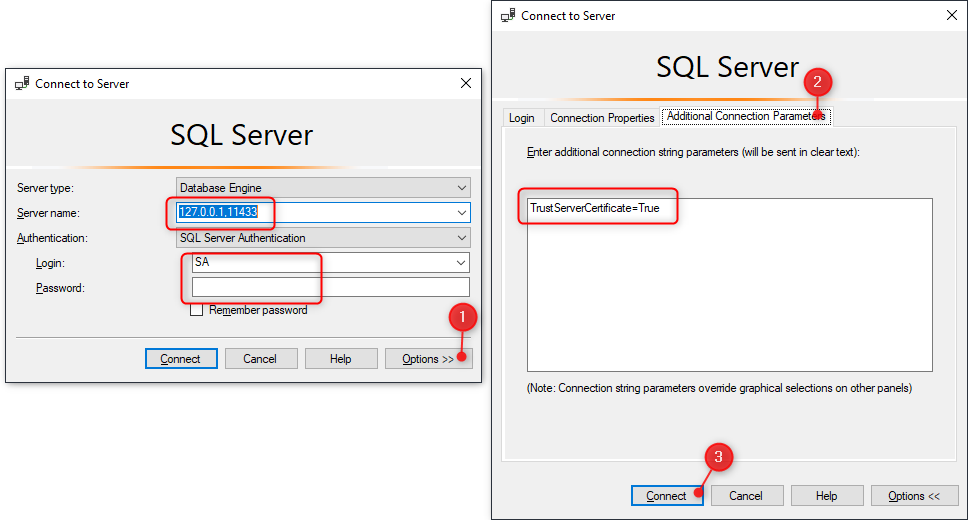 Connect to Server
SQL Server
Server type:
Database Engine
Server name:
127.0.0.1,11433
Authentication:
SQL Server Authentication
Login:
SA
Password:
Remember password
1
Connect
Cancel
Help
Options >>
Connect to Server
SQL Server
2
Login
Connection Properties
Additional Connection Parameters
Enter additional connection string parameters (will be sent in clear text):
TrustServerCertificate=True
(Note: Connection string parameters override graphical selections on other panels)
3
Connect
Cancel
Help
Options <<